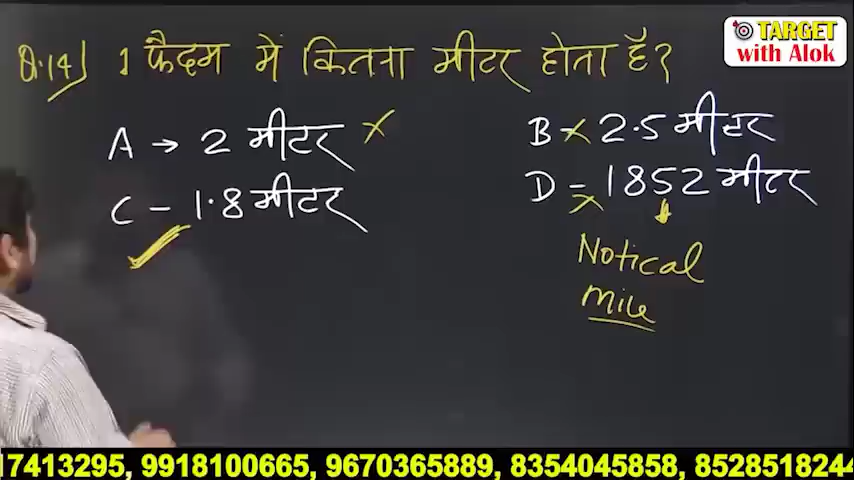 TARGET
with Alok
Q.14) 1 फैदम में कितना मीटर होता है?
A → 2 मीटर ×
B × 2.5 मीटर
C - 1.8 मीटर
D - 1852 मीटर
Notical
Mile
17413295, 9918100665, 9670365889, 8354045858, 8528518244